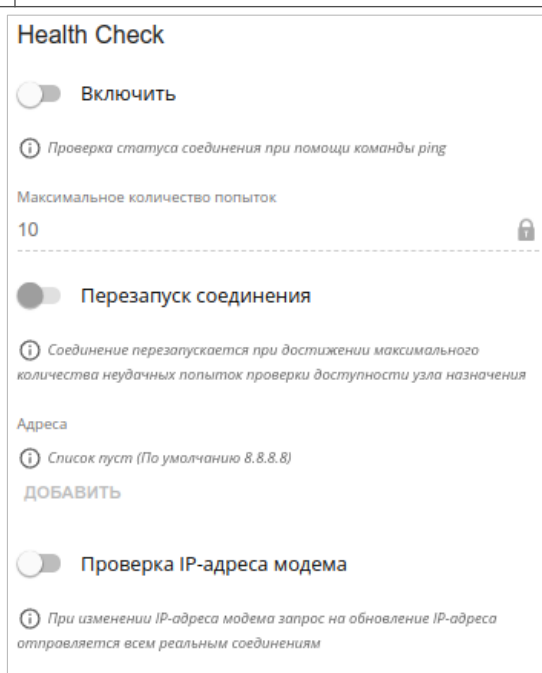 Health Check
Включить
Проверка статуса соединения при помощи команды ping
Максимальное количество попыток
10
Перезапуск соединения
Соединение перезапускается при достижении максимального
количества неудачных попыток проверки доступности узла назначения
Адреса
Список пуст (По умолчанию 8.8.8.8)
ДОБАВИТЬ
Проверка IP-адреса модема
При изменении IP-адреса модема запрос на обновление IP-адреса
отправляется всем реальным соединениям